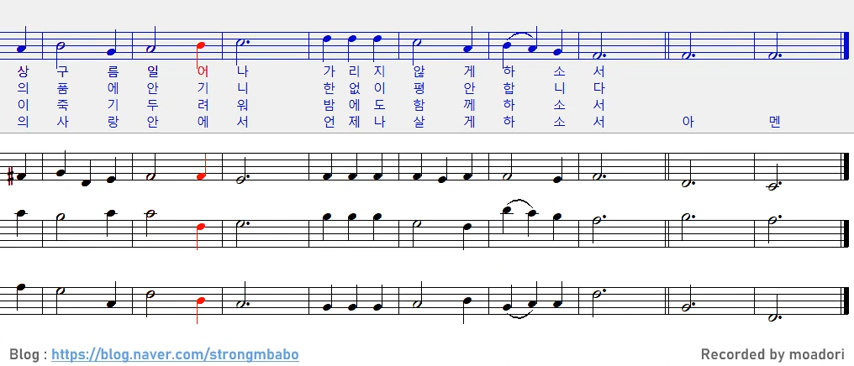 상 구 름 일 어 나 가 리 지 않 게 하 소 서
의 품 에 안 기 니 한 없 이 평 안 합 니 다
이 죽 기 두 려 워 밤 에 도 함 께 하 소 서
의 사 랑 안 에 서 언 제 나 살 게 하 소 서 아 멘
Blog : https://blog.naver.com/strongmbabo
Recorded by moadori